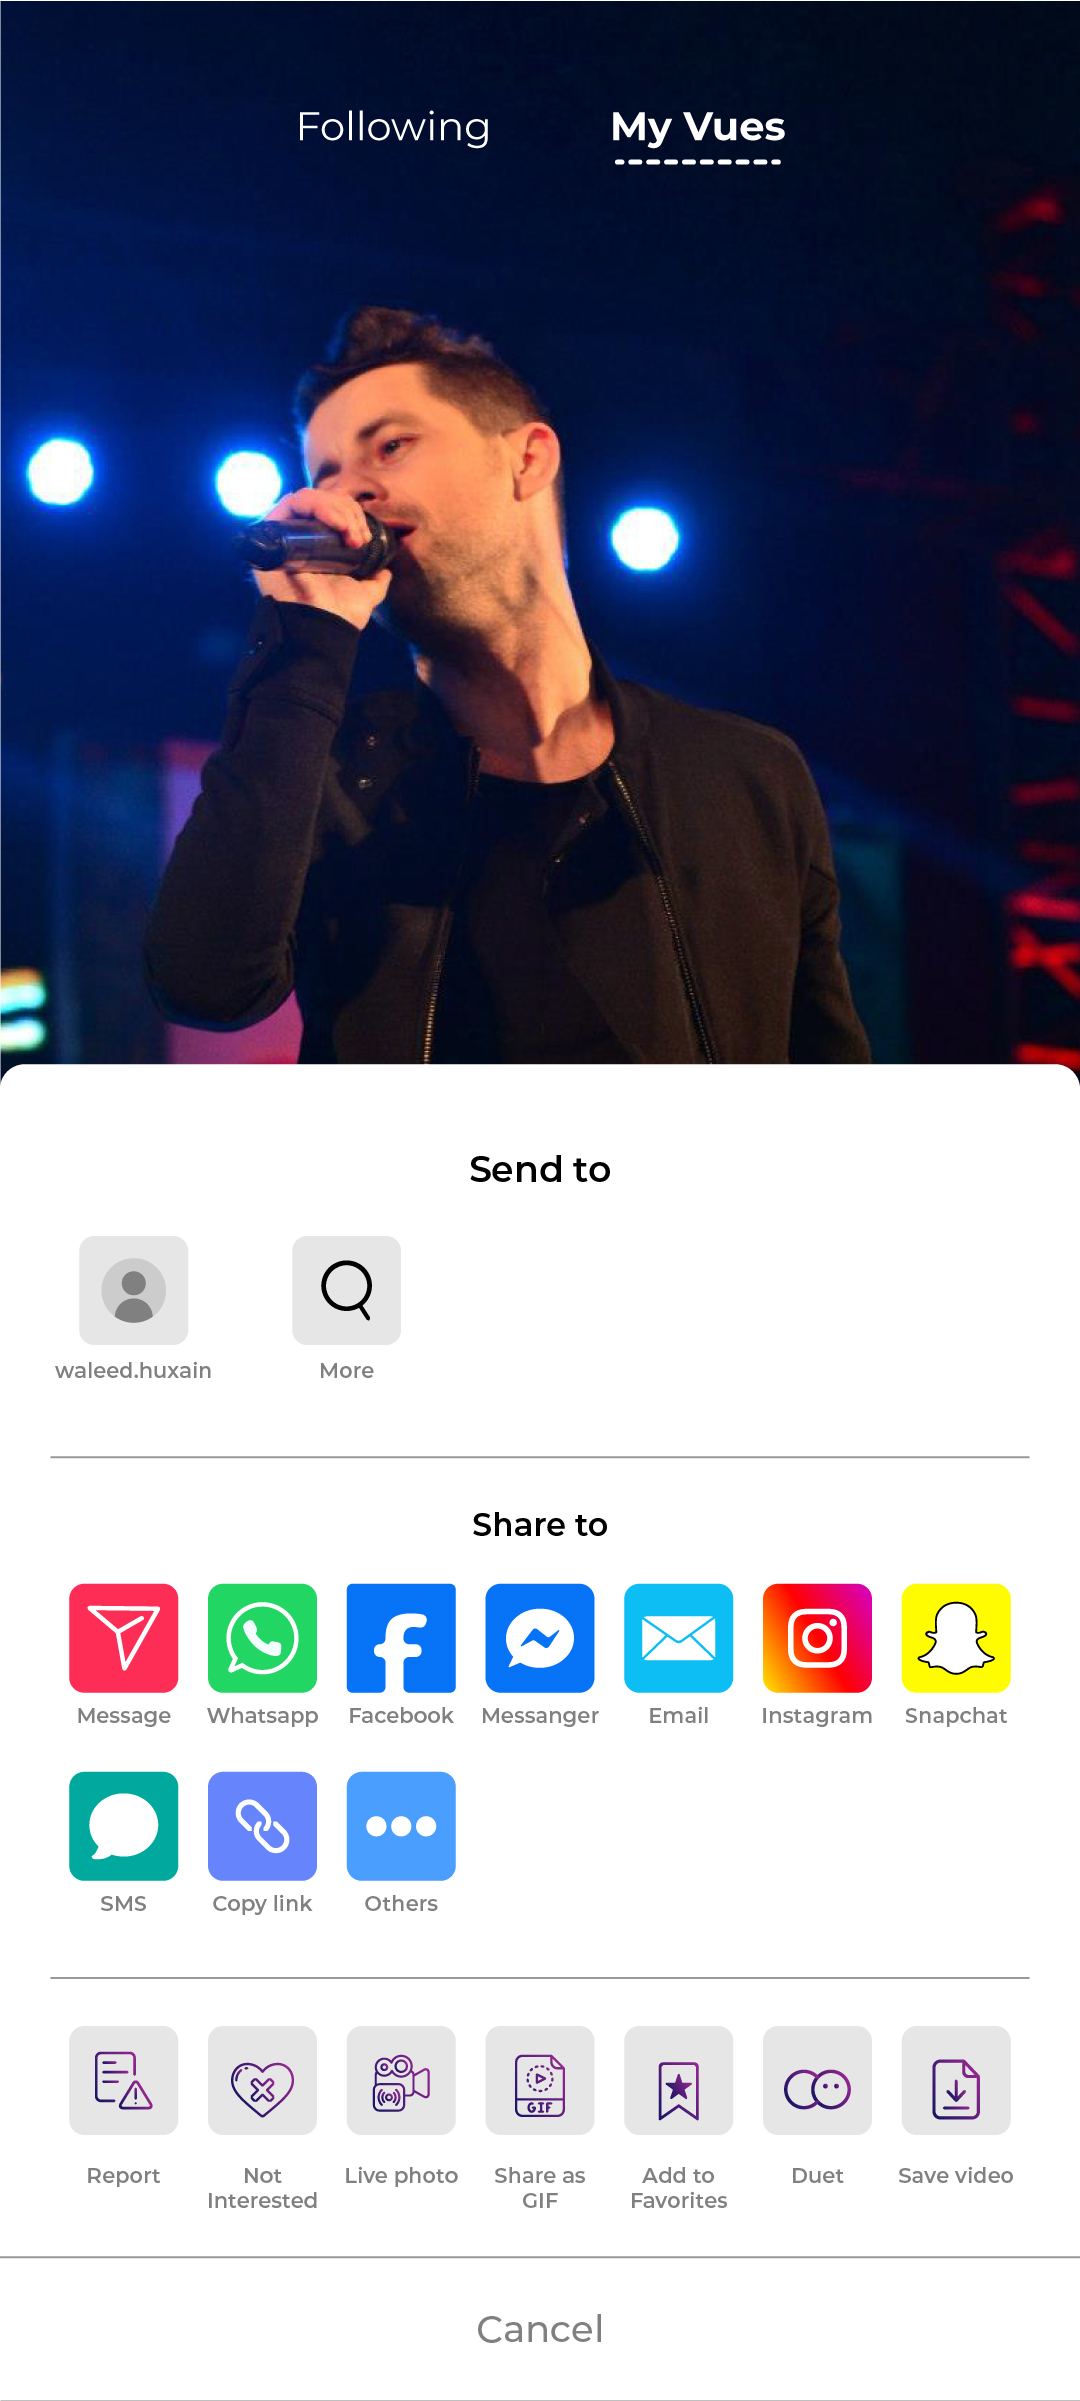 Following
My Vues
Send to
waleed.huxain
More
Share to
Message
Whatsapp
Facebook
Messanger
Email
Instagram
Snapchat
SMS
Copy link
Others
GIF
Report
Not
Interested
Live photo
Share as
GIF
Add to
Favorites
Duet
Save video
Cancel